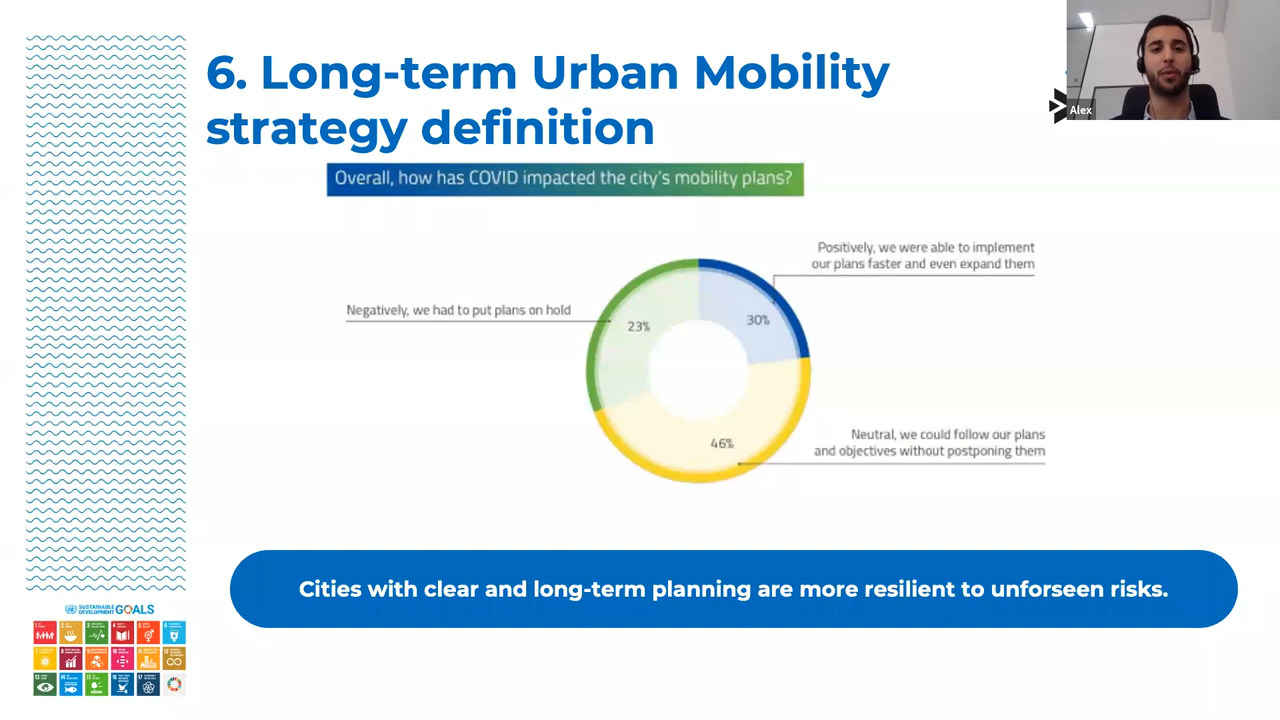 6. Long-term Urban Mobility
strategy definition
Alex
Overall, how has COVID impacted the city's mobility plans?
Positively, we were able to implement
our plans faster and even expand them
Negatively, we had to put plans on hold
23%
30%
46%
Neutral, we could follow our plans
and objectives without postponing them
Cities with clear and long-term planning are more resilient to unforseen risks.
SUSTAINABLE
DEVELOPMENT GOALS